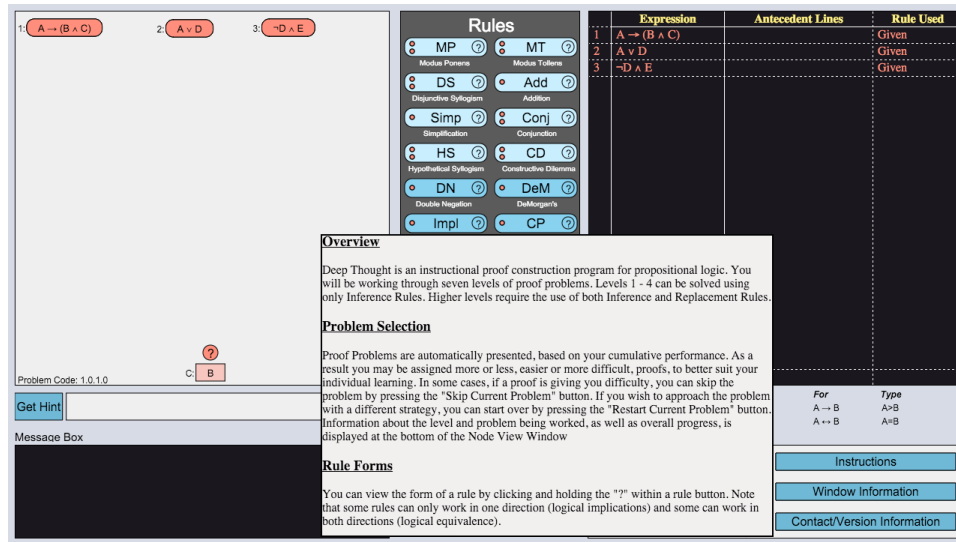 1: A → (B ∧ C)
2: A ∨ D
3: ¬D ∧ E
?
C: B
Problem Code: 1.0.1.0
Get Hint
Message Box
Rules
MP ? MT ?
Modus Ponens Modus Tollens
DS ? Add ?
Disjunctive Syllogism Addition
Simp ? Conj ?
Simplification Conjunction
HS ? CD ?
Hypothetical Syllogism Constructive Dilemma
DN ? DeM ?
Double Negation DeMorgan's
Impl ? CP ?
Expression Antecedent Lines Rule Used
1 A → (B ∧ C) Given
2 A ∨ D Given
3 ¬D ∧ E Given
Overview
Deep Thought is an instructional proof construction program for propositional logic. You
will be working through seven levels of proof problems. Levels 1 - 4 can be solved using
only Inference Rules. Higher levels require the use of both Inference and Replacement Rules.
Problem Selection
Proof Problems are automatically presented, based on your cumulative performance. As a
result you may be assigned more or less, easier or more difficult, proofs, to better suit your
individual learning. In some cases, if a proof is giving you difficulty, you can skip the
problem by pressing the "Skip Current Problem" button. If you wish to approach the problem
with a different strategy, you can start over by pressing the "Restart Current Problem" button.
Information about the level and problem being worked, as well as overall progress, is
displayed at the bottom of the Node View Window
Rule Forms
You can view the form of a rule by clicking and holding the "?" within a rule button. Note
that some rules can only work in one direction (logical implications) and some can work in
both directions (logical equivalence).
For Type
A → B A>B
A ↔ B A=B
Instructions
Window Information
Contact/Version Information